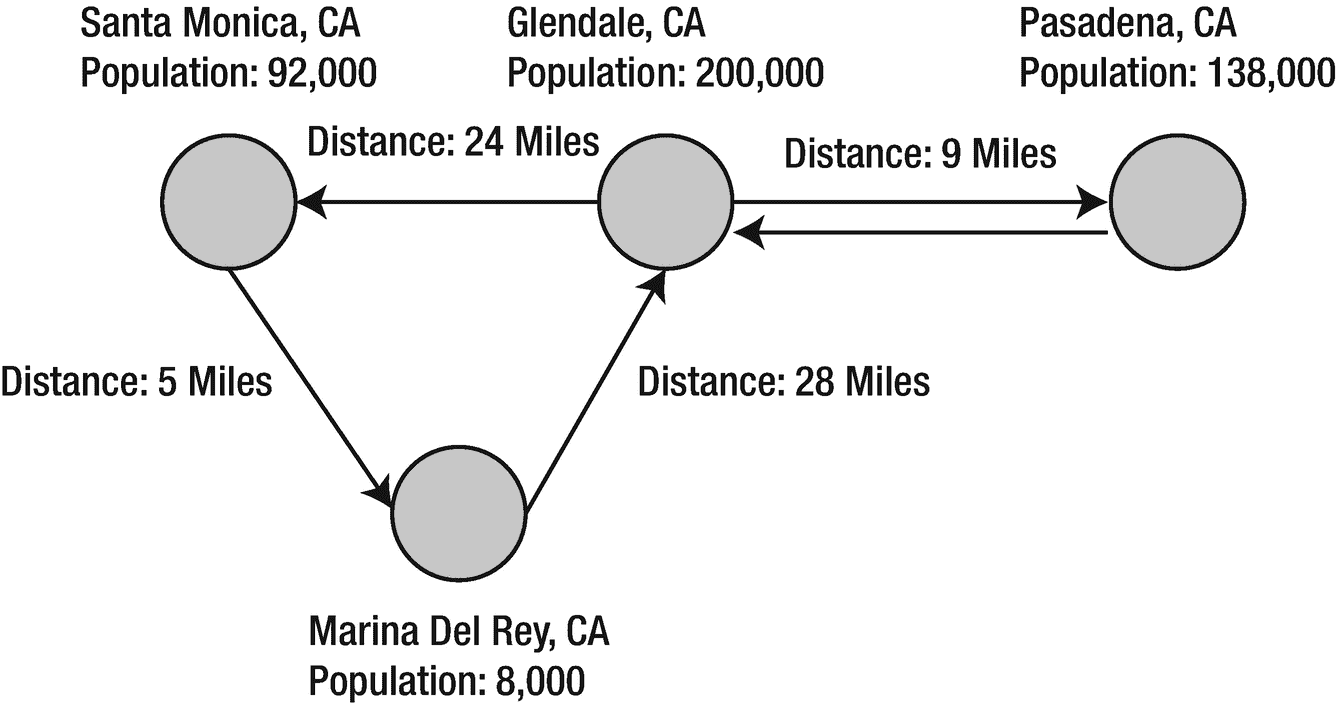 Santa Monica, CA
Population: 92,000
Glendale, CA
Population: 200,000
Pasadena, CA
Population: 138,000
Distance: 24 Miles
Distance: 9 Miles
Distance: 5 Miles
Distance: 28 Miles
Marina Del Rey, CA
Population: 8,000